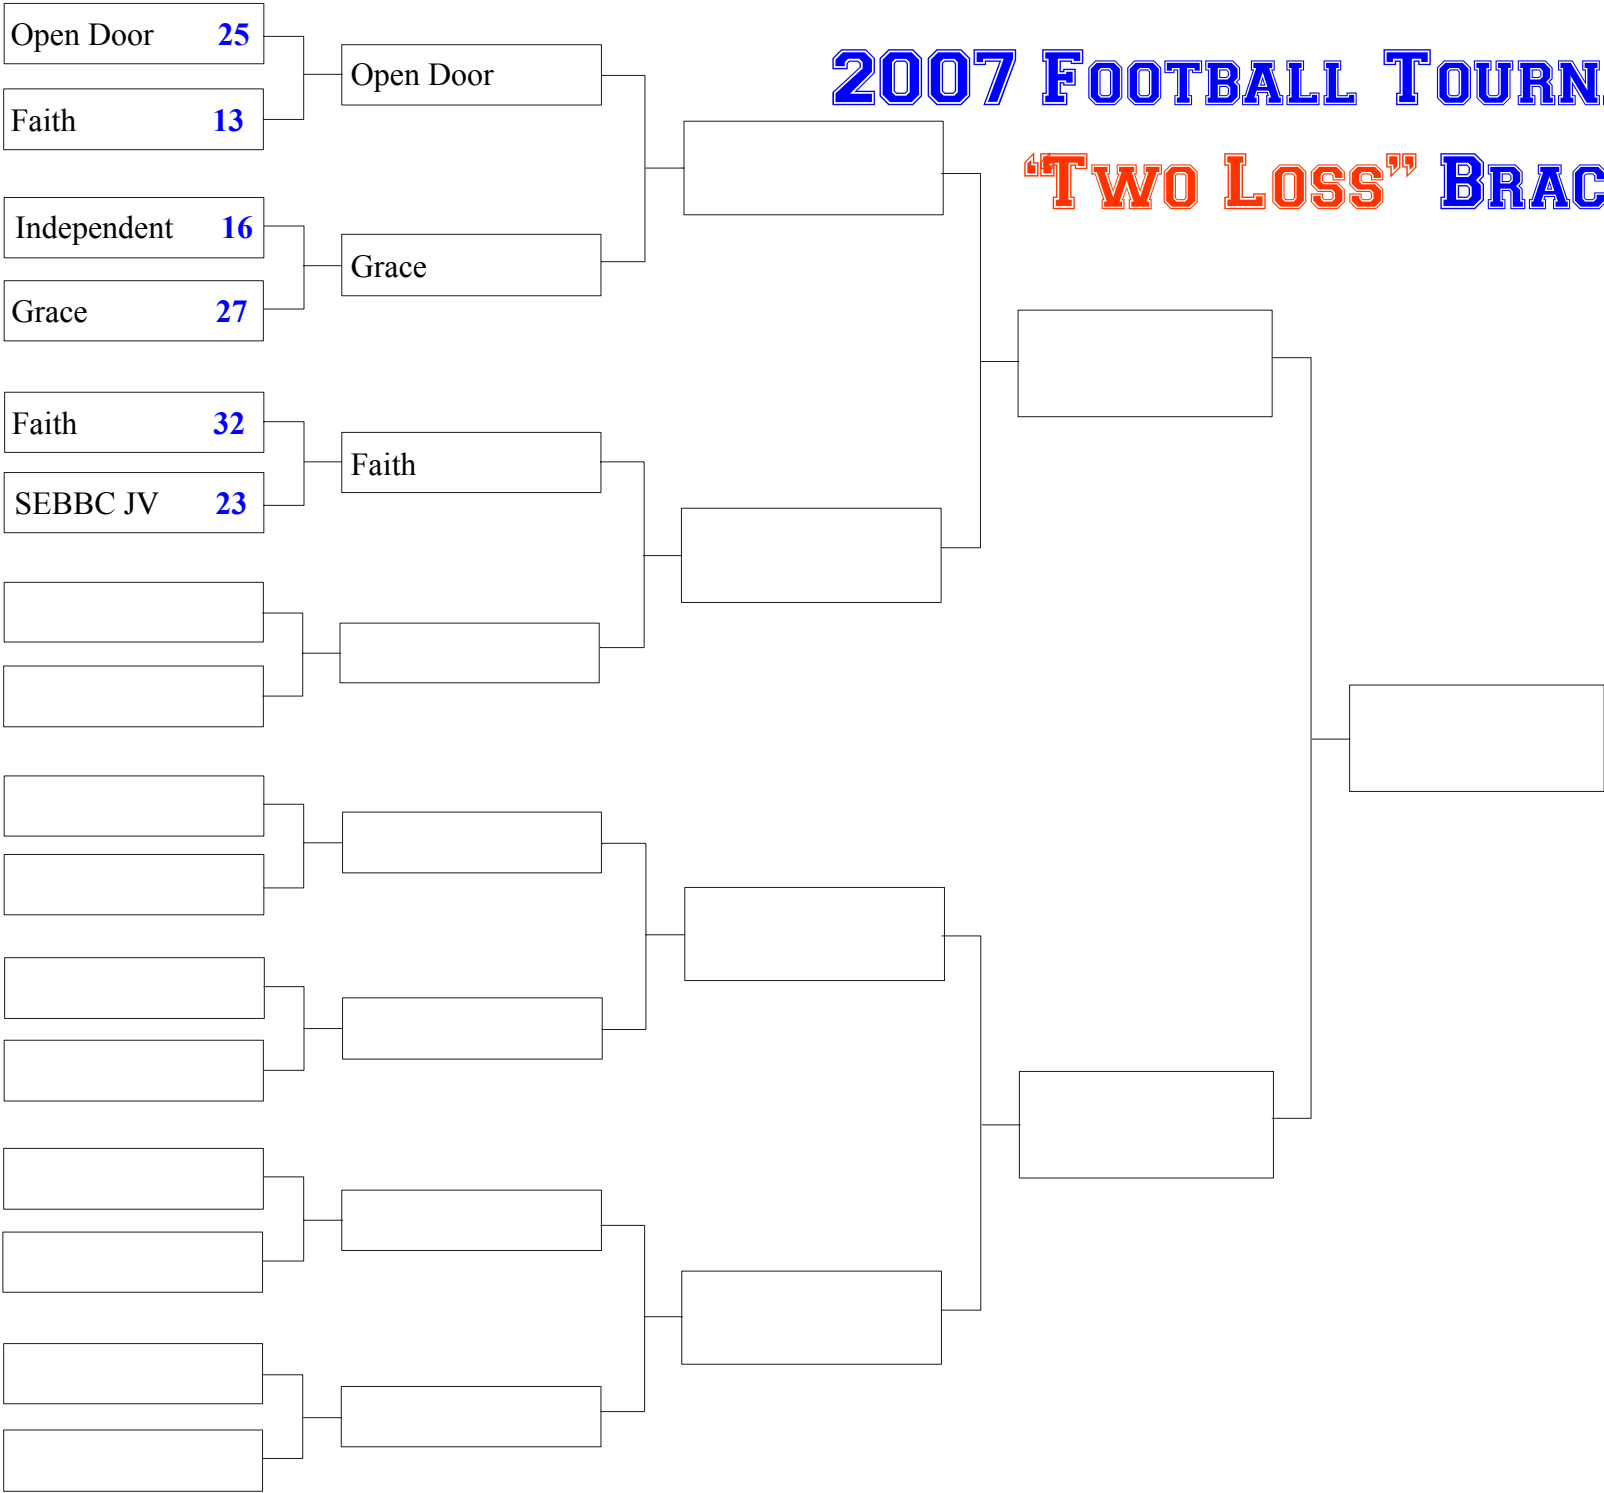 2007 FOOTBALL TOURN
“TWO LOSS” BRAC
Open Door 25
Open Door
Faith 13
Independent 16
Grace
Grace 27
Faith 32
Faith
SEBBC JV 23